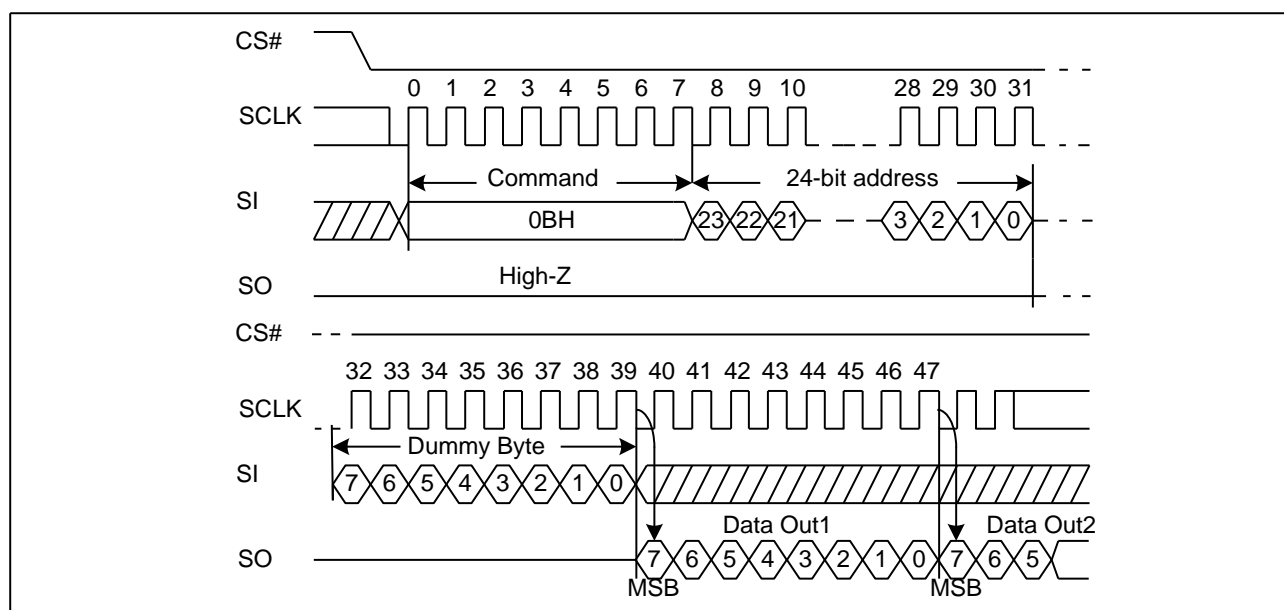 CS#
0 1 2 3 4 5 6 7 8 9 10 28 29 30 31
SCLK
Command 24-bit address
SI
0BH 23 22 21 3 2 1 0
High-Z
SO
CS#
32 33 34 35 36 37 38 39 40 41 42 43 44 45 46 47
SCLK
Dummy Byte
SI
7 6 5 4 3 2 1 0
Data Out1 Data Out2
SO
7 6 5 4 3 2 1 0 7 6 5
MSB MSB